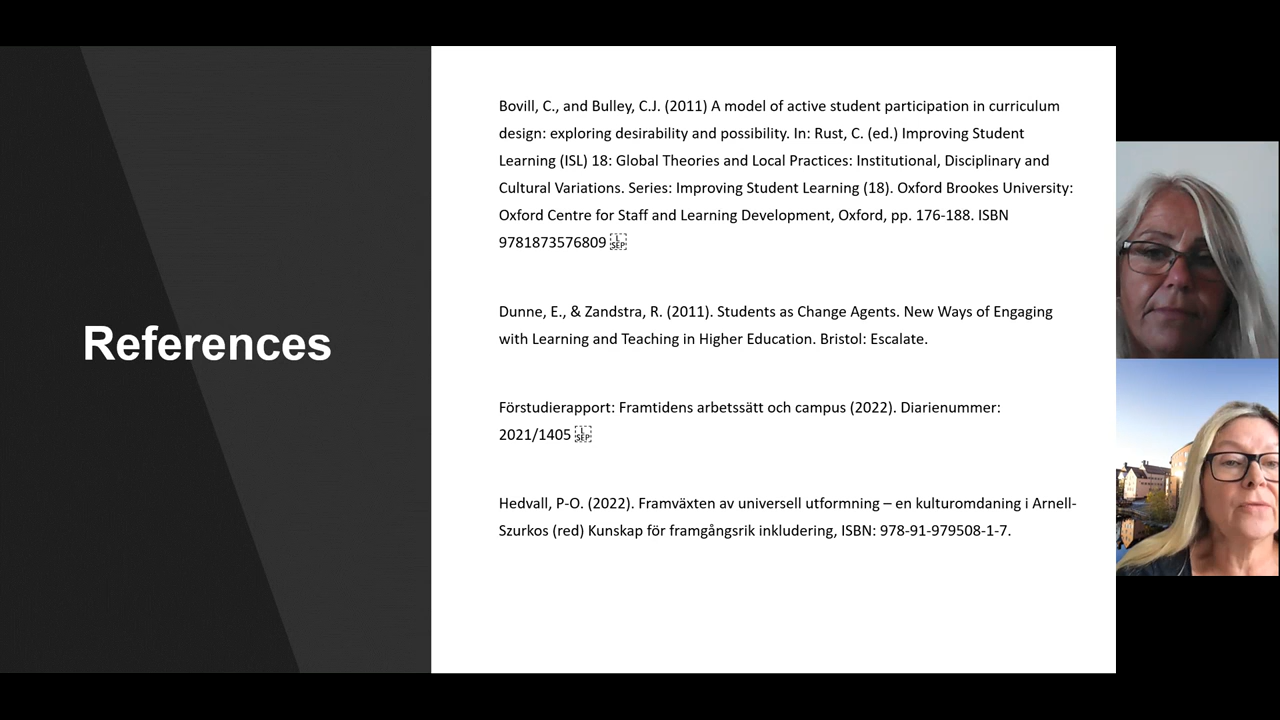 References
Bovill, C., and Bulley, C.J. (2011) A model of active student participation in curriculum
design: exploring desirability and possibility. In: Rust, C. (ed.) Improving Student
Learning (ISL) 18: Global Theories and Local Practices: Institutional, Disciplinary and
Cultural Variations. Series: Improving Student Learning (18). Oxford Brookes University:
Oxford Centre for Staff and Learning Development, Oxford, pp. 176-188. ISBN
9781873576809 L SEP
Dunne, E., & Zandstra, R. (2011). Students as Change Agents. New Ways of Engaging
with Learning and Teaching in Higher Education. Bristol: Escalate.
Förstudierapport: Framtidens arbetssätt och campus (2022). Diarienummer:
2021/1405 L SEP
Hedvall, P-O. (2022). Framväxten av universell utformning – en kulturomdaning i Arnell-
Szurkos (red) Kunskap för framgångsrik inkludering, ISBN: 978-91-979508-1-7.